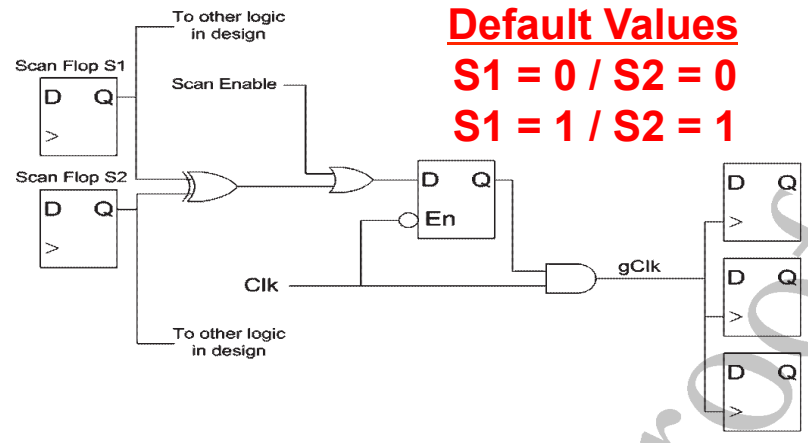 To other logic
in design
Default Values
S1 = 0 / S2 = 0
S1 = 1 / S2 = 1
Scan Flop S1
D Q
>
Scan Enable
Scan Flop S2
D Q
>
D Q
En
Clk
gClk
D Q
>
D Q
>
D Q
>
To other logic
in design